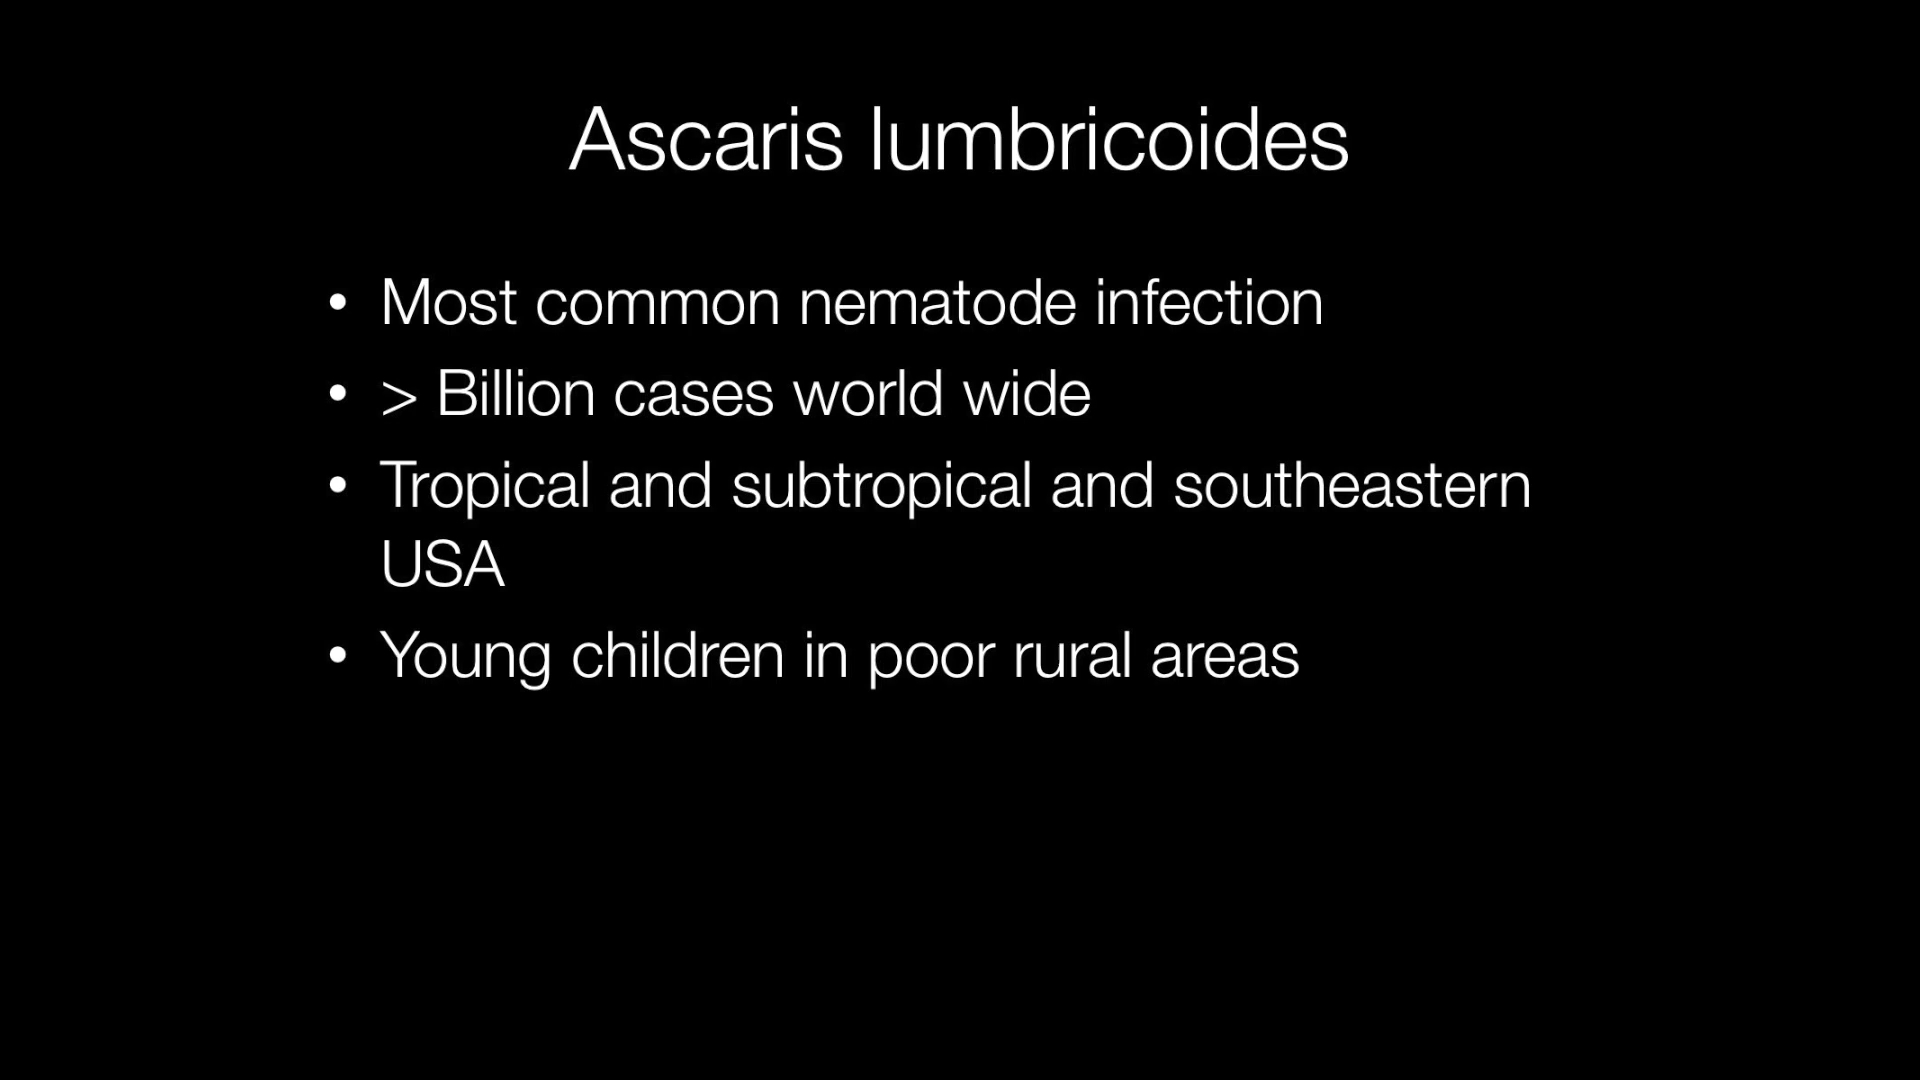 Ascaris lumbricoides
• Most common nematode infection
• > Billion cases world wide
• Tropical and subtropical and southeastern
USA
• Young children in poor rural areas